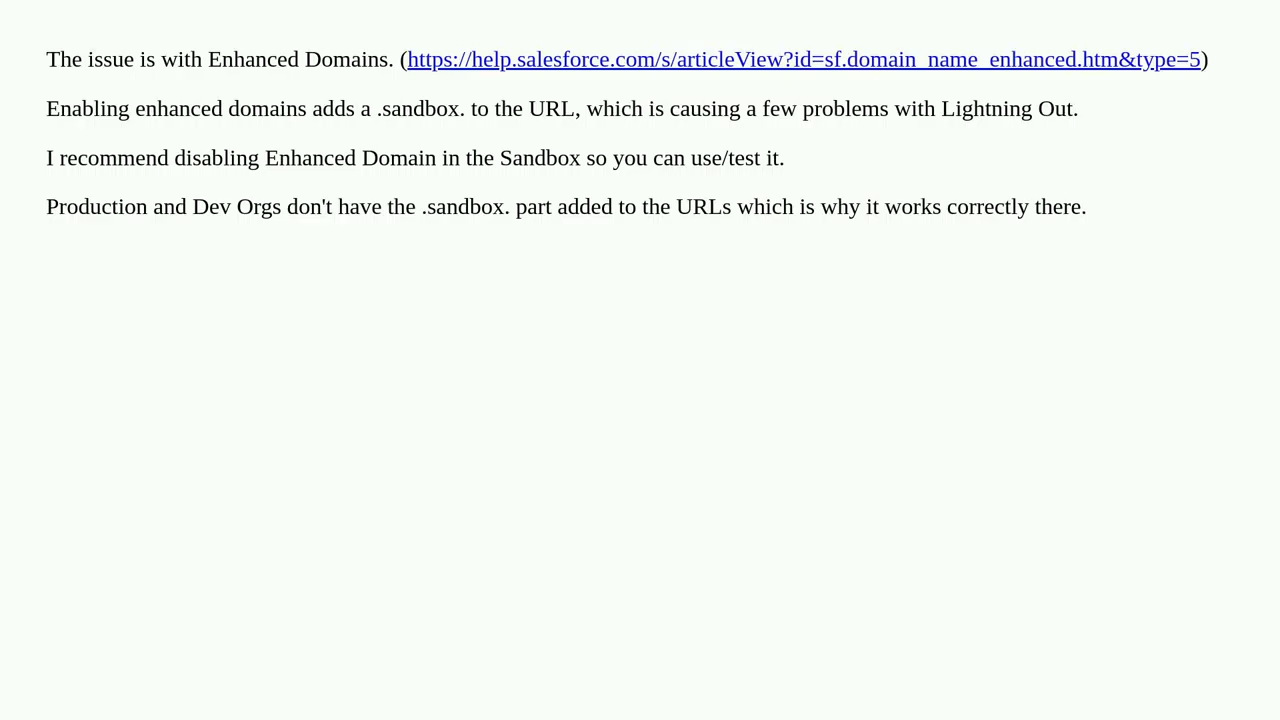 The issue is with Enhanced Domains. (https://help.salesforce.com/s/articleView?id=sf.domain_name_enhanced.htm&type=5)
Enabling enhanced domains adds a .sandbox. to the URL, which is causing a few problems with Lightning Out.
I recommend disabling Enhanced Domain in the Sandbox so you can use/test it.
Production and Dev Orgs don't have the .sandbox. part added to the URLs which is why it works correctly there.